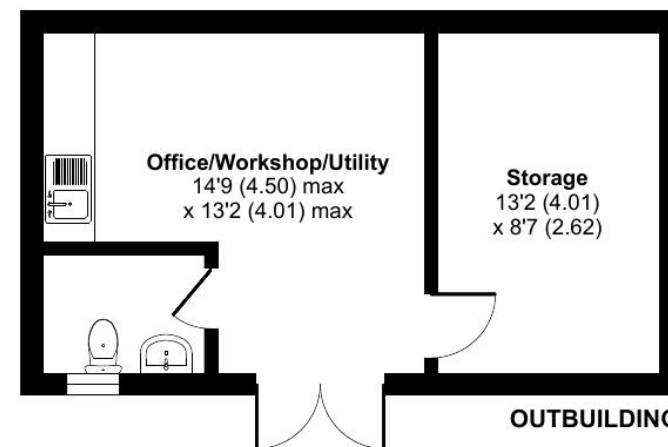 Office/Workshop/Utility
14'9 (4.50) max
x 13'2 (4.01) max
Storage
13'2 (4.01)
x 8'7 (2.62)
OUTBUILDING